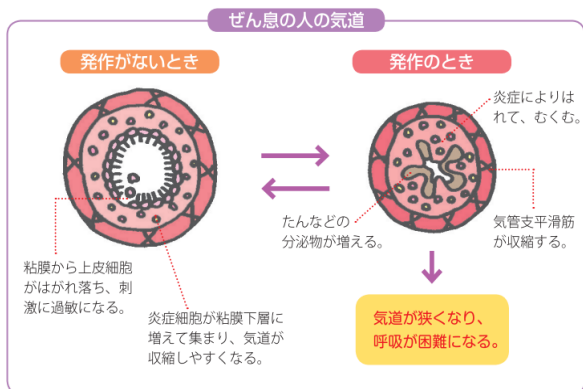 ぜん息の人の気道
発作がないとき
発作のとき
炎症によりは
れて、むくむ。
たんなどの
分泌物が増える。
気管支平滑筋
が収縮する。
粘膜から上皮細胞
がはがれ落ち、刺
激に過敏になる。
炎症細胞が粘膜下層に
増えて集まり、気道が
収縮しやすくなる。
気道が狭くなり、
呼吸が困難になる。